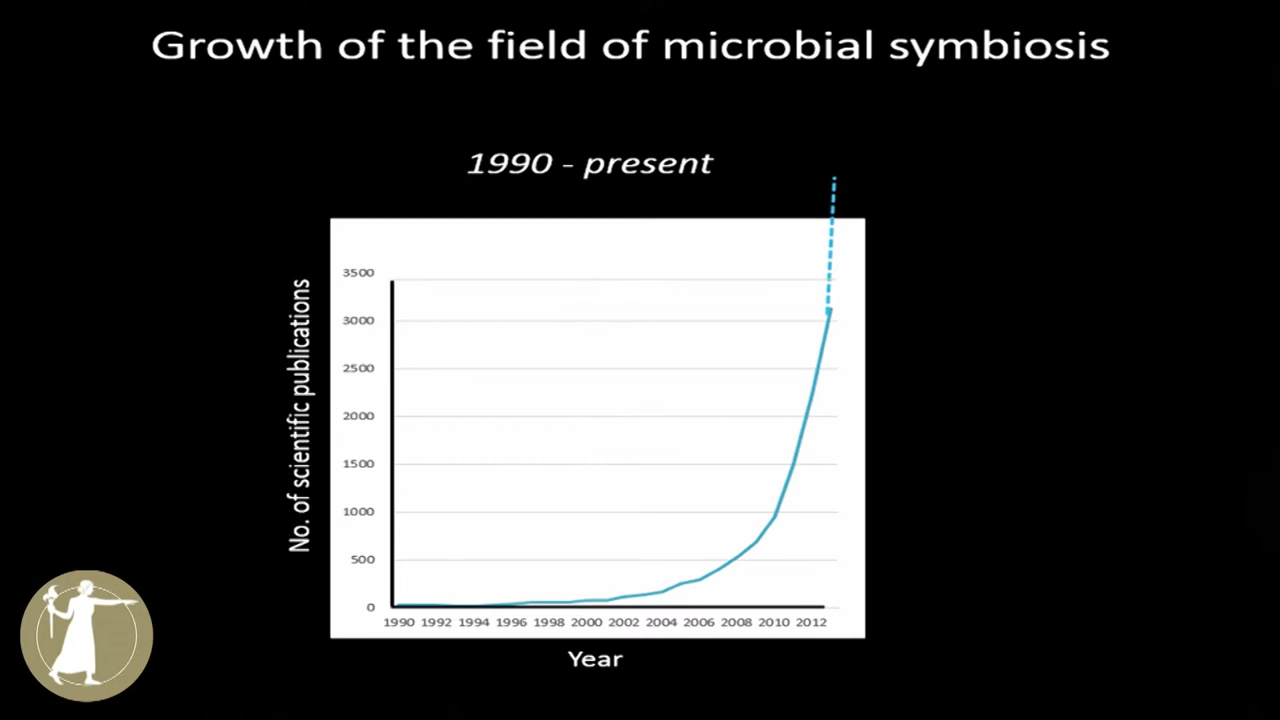 Growth of the field of microbial symbiosis
1990 - present
No. of scientific publications
3500
3000
2500
2000
1500
1000
500
0
1990 1992 1994 1996 1998 2000 2002 2004 2006 2008 2010 2012
Year